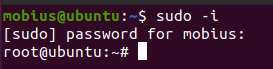 mobius@ubuntu:~$ sudo -i
[sudo] password for mobius:
root@ubuntu:~#